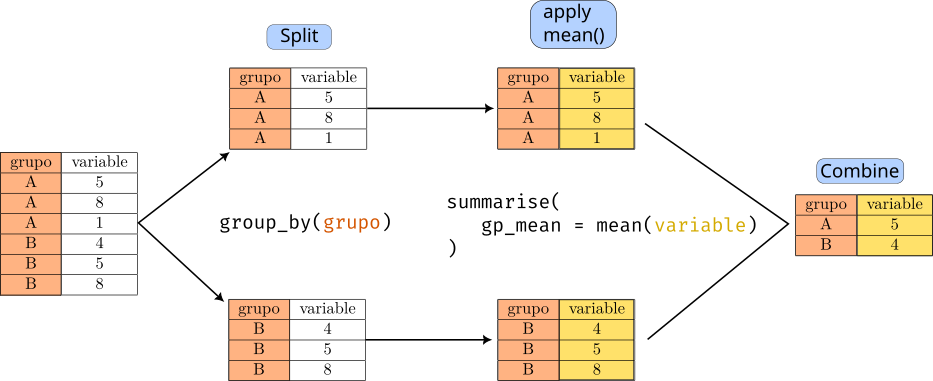 Split
apply
mean()
grupo variable
A 5
A 8
A 1
grupo variable
A 5
A 8
A 1
grupo variable
A 5
A 8
A 1
B 4
B 5
B 8
group_by(grupo)
summarise(
gp_mean = mean(variable)
)
Combine
grupo variable
A 5
B 4
grupo variable
B 4
B 5
B 8
grupo variable
B 4
B 5
B 8